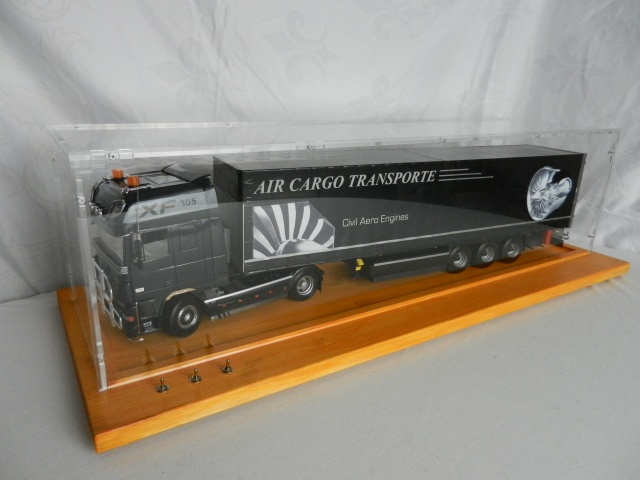 AIR CARGO TRANSPORTE
XF 105
Civil Aero Engines